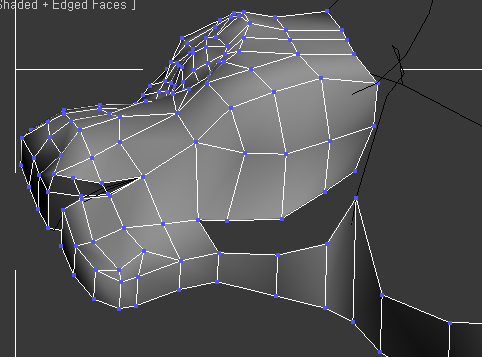 Shaded + Edged Faces ]